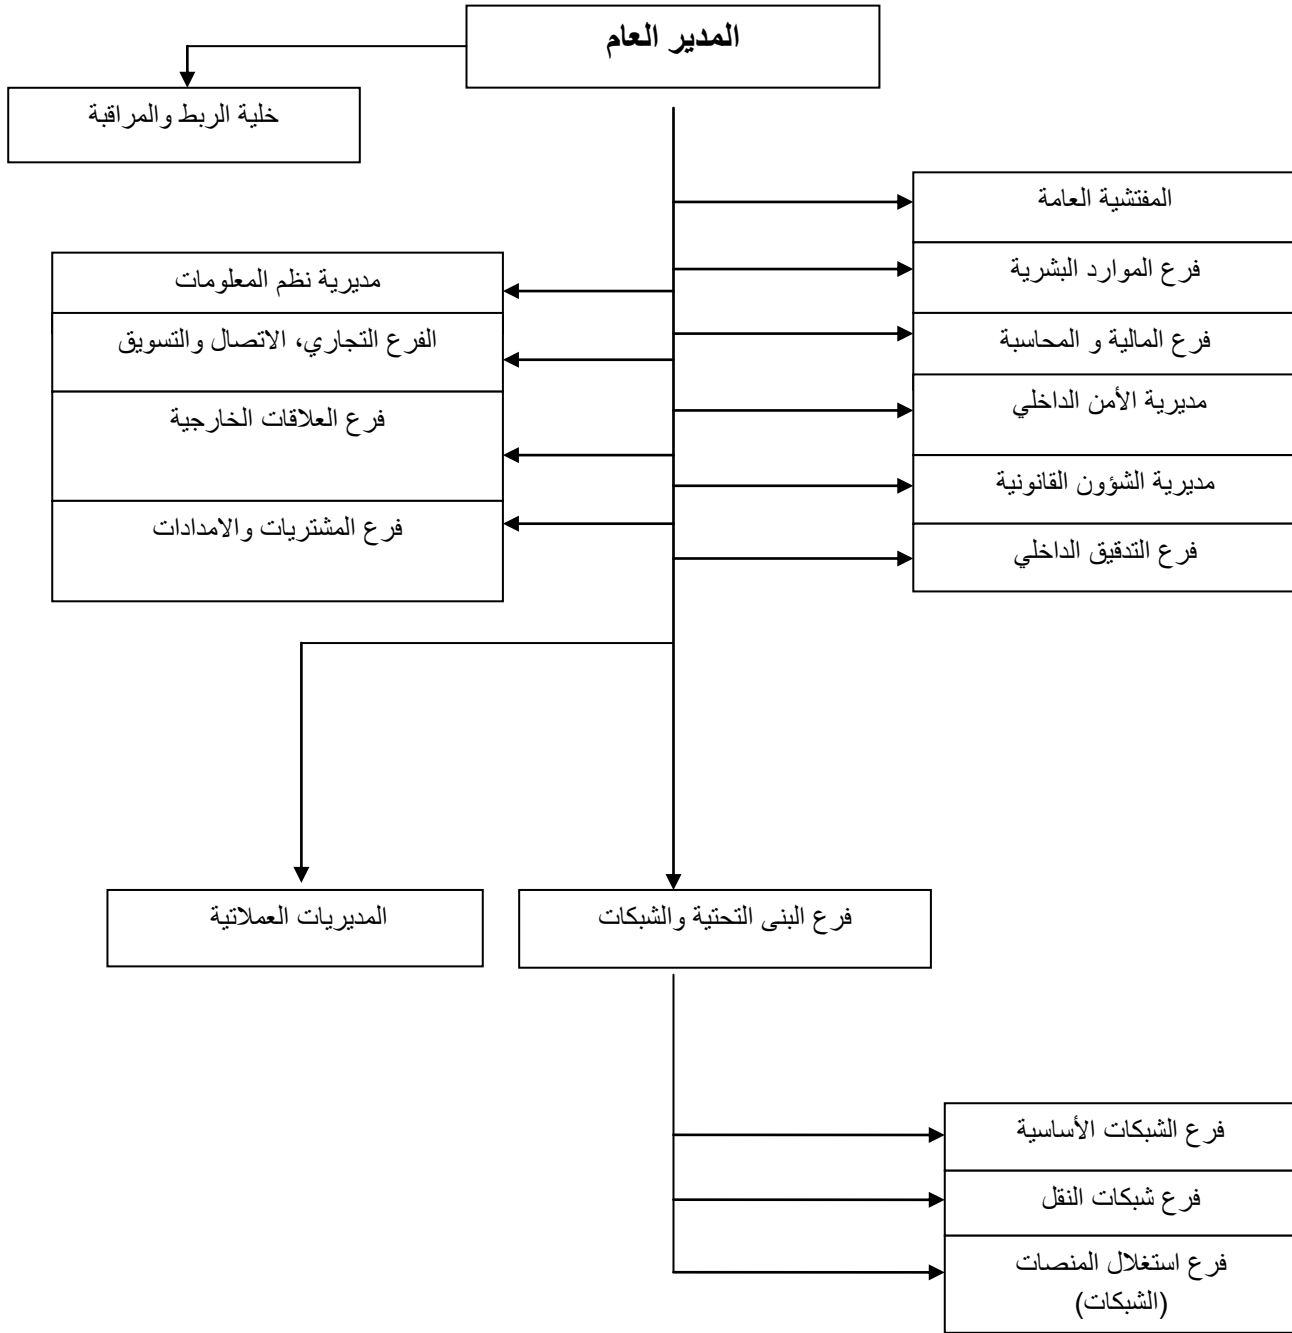 المدير العام
خلية الربط والمراقبة
المفتشية العامة
فرع الموارد البشرية
فرع المالية و المحاسبة
مديرية الأمن الداخلي
مديرية الشؤون القانونية
فرع التدقيق الداخلي
مديرية نظم المعلومات
الفرع التجاري، الاتصال والتسويق
فرع العلاقات الخارجية
فرع المشتريات والامدادات
فرع البنى التحتية والشبكات
المديريات العملاتية
فرع الشبكات الأساسية
فرع شبكات النقل
فرع استغلال المنصات
(الشبكات)